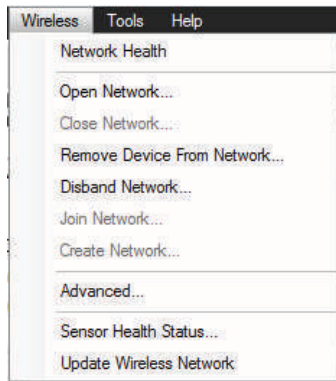 Wireless Tools Help
Network Health
Open Network...
Close Network...
Remove Device From Network...
Disband Network...
Join Network...
Create Network...
Advanced...
Sensor Health Status...
Update Wireless Network